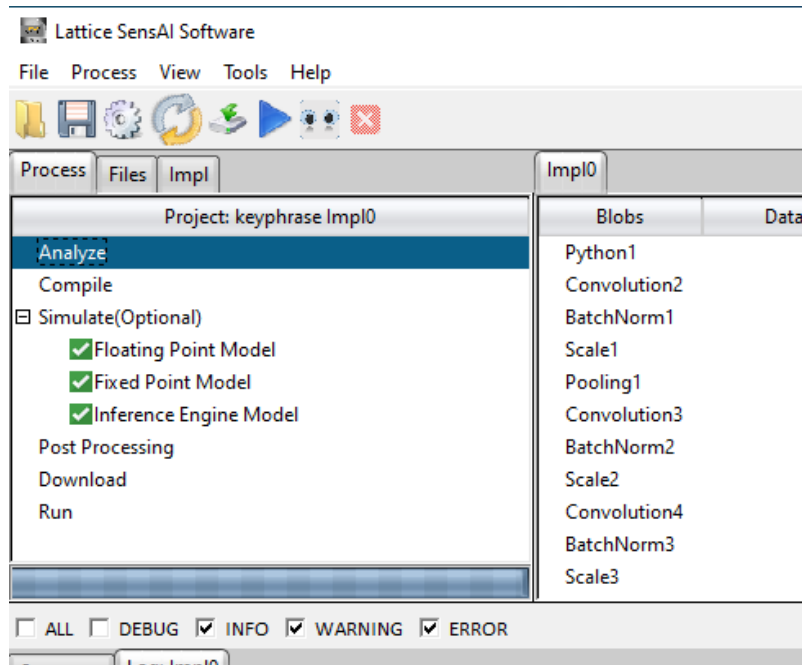 Lattice SensAI Software
File Process View Tools Help
Process Files Impl
Impl0
Project: keyphrase Impl0
Blobs Data
Analyze
Compile
Simulate(Optional)
Floating Point Model
Fixed Point Model
Inference Engine Model
Post Processing
Download
Run
Python1
Convolution2
BatchNorm1
Scale1
Pooling1
Convolution3
BatchNorm2
Scale2
Convolution4
BatchNorm3
Scale3
ALL DEBUG INFO WARNING ERROR
Impl0